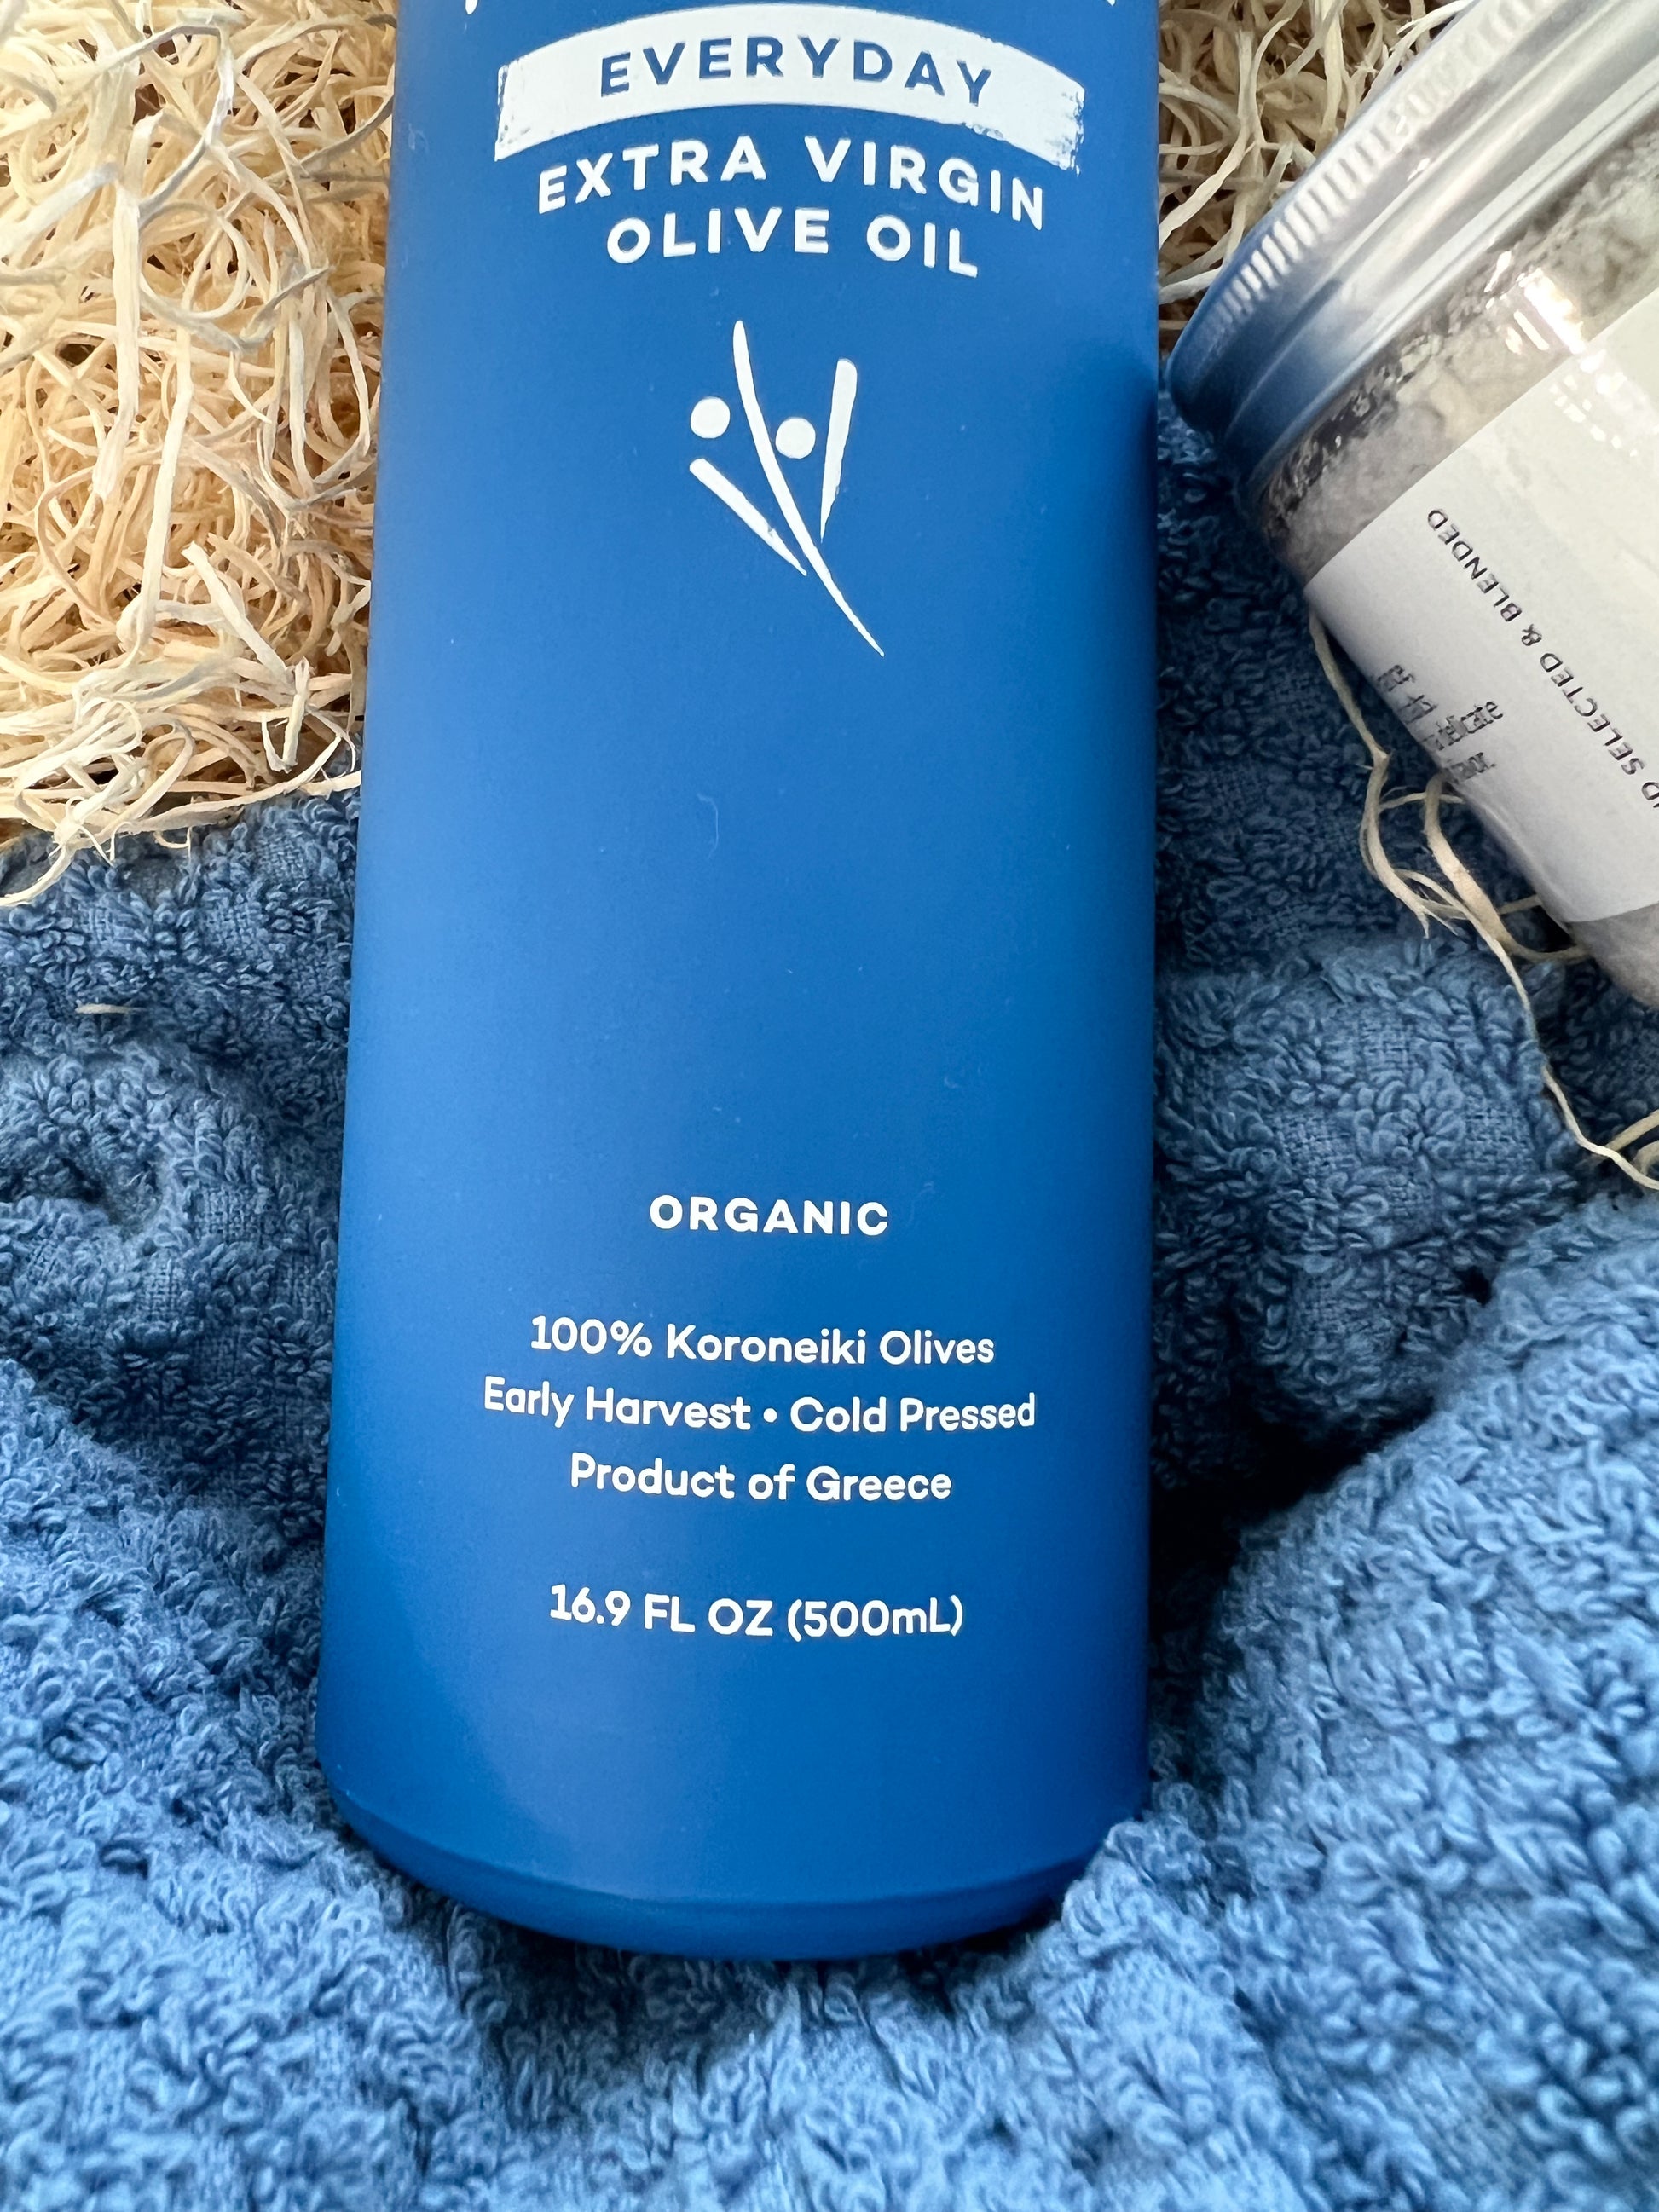 EVERYDAY
EXTRA VIRGIN
OLIVE OIL
ORGANIC
100% Koroneiki Olives
Early Harvest • Cold Pressed
Product of Greece
16.9 FL OZ (500mL)
SELECTED & BLENDED